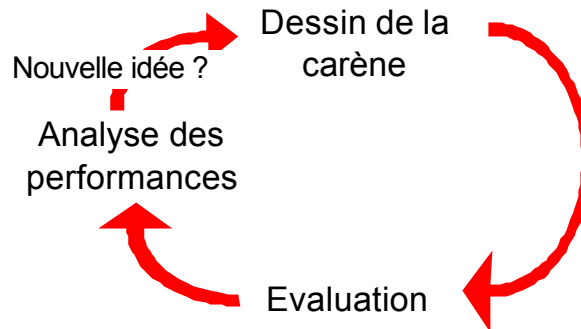 Dessin de la
carène
Nouvelle idée ?
Analyse des
performances
Evaluation